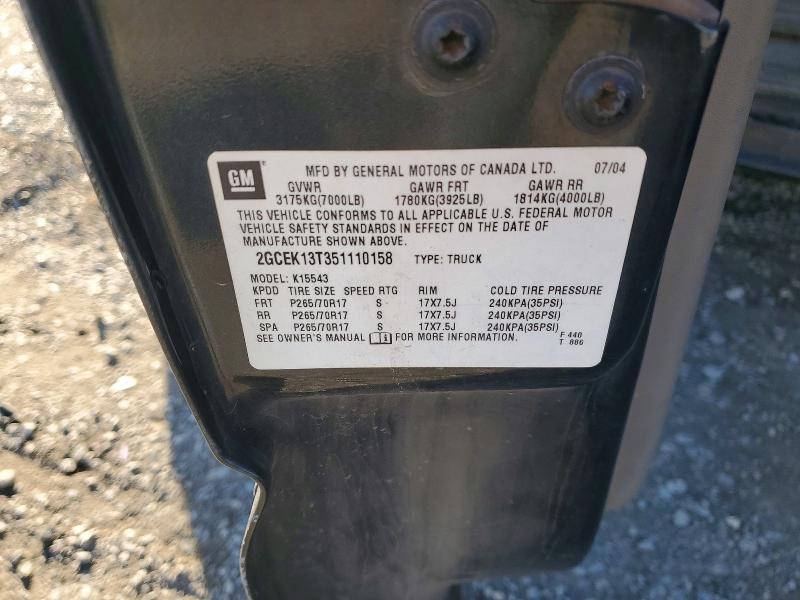 GM MFD BY GENERAL MOTORS OF CANADA LTD. 07/04
GVWR GAWR FRT GAWR RR
3175KG(7000LB) 1780KG(3925LB) 1814KG(4000LB)
THIS VEHICLE CONFORMS TO ALL APPLICABLE U.S. FEDERAL MOTOR
VEHICLE SAFETY STANDARDS IN EFFECT ON THE DATE OF
MANUFACTURE SHOWN ABOVE.
2GCEK13T351110158 TYPE: TRUCK
MODEL: K15543
KPDD TIRE SIZE SPEED RTG RIM COLD TIRE PRESSURE
FRT P265/70R17 S 17X7.5J 240KPA(35PSI)
RR P265/70R17 S 17X7.5J 240KPA(35PSI)
SPA P265/70R17 S 17X7.5J 240KPA(35PSI)
SEE OWNER'S MANUAL i FOR MORE INFORMATION. F 440
T 886